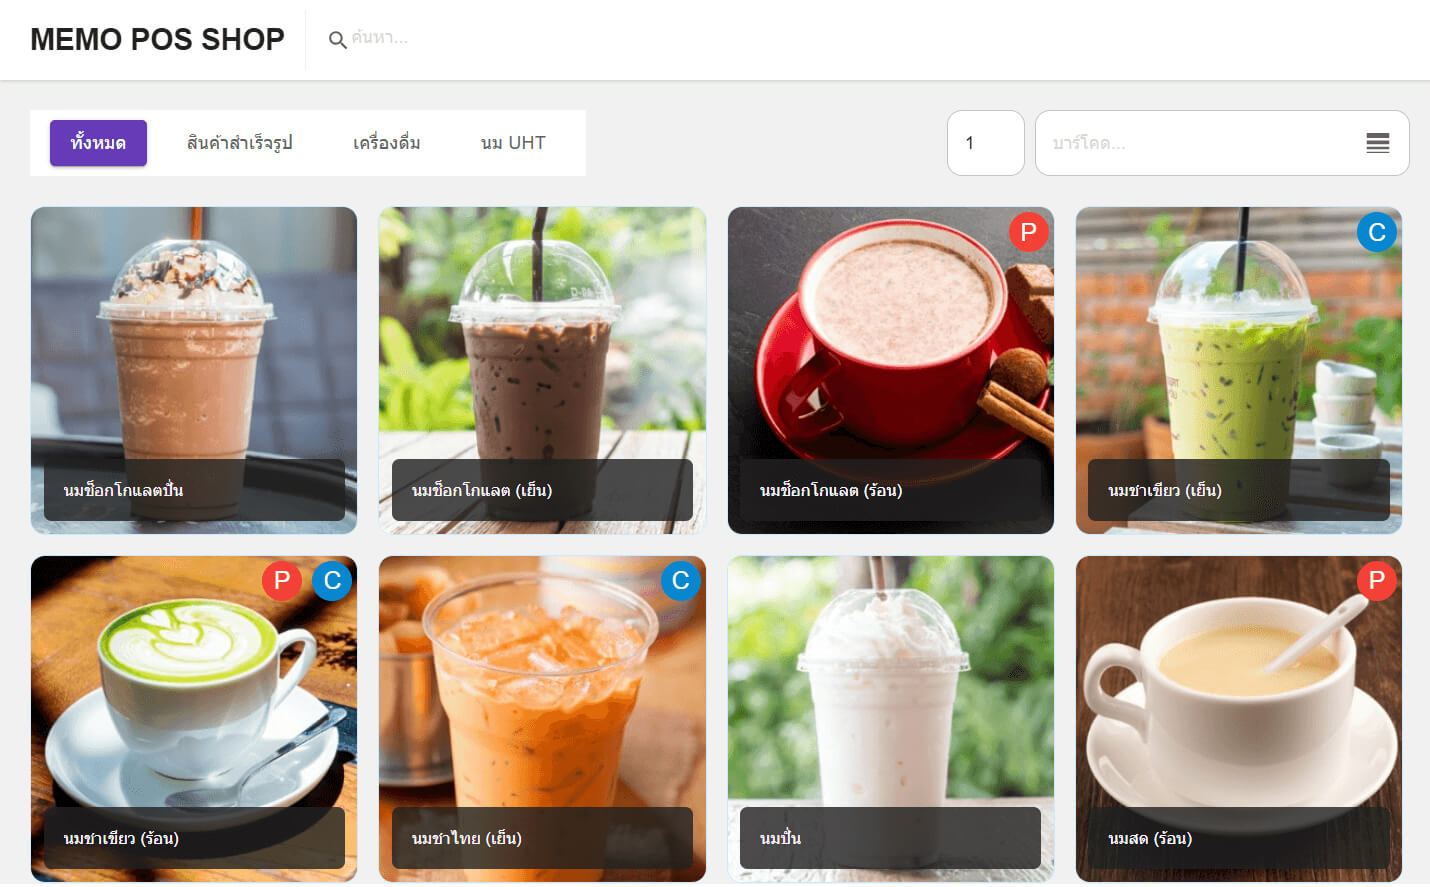 MEMO POS SHOP
ค้นหา...
ทั้งหมด
สินค้าสำเร็จรูป
เครื่องดื่ม
นม UHT
1
บาร์โคด...
นมช็อกโกแลตปั่น
นมช็อกโกแลต (เย็น)
P
นมช็อกโกแลต (ร้อน)
C
นมชาเขียว (เย็น)
P
C
นมชาเขียว (ร้อน)
C
นมชาไทย (เย็น)
นมปั่น
P
นมสด (ร้อน)